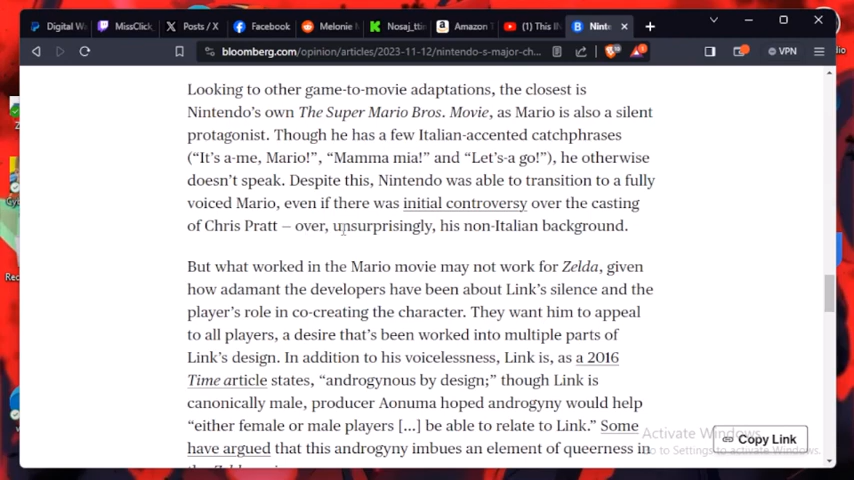 Digital Wa
MissClick
Posts / X
Facebook
Melonie M
Nosaj_ttir
Amazon T
(1) This IN
Ninte
bloomberg.com/opinion/articles/2023-11-12/nintendo-s-major-ch...
VPN
Looking to other game-to-movie adaptations, the closest is
Nintendo's own The Super Mario Bros. Movie, as Mario is also a silent
protagonist. Though he has a few Italian-accented catchphrases
("It's a-me, Mario!", "Mamma mia!" and "Let's-a go!"), he otherwise
doesn't speak. Despite this, Nintendo was able to transition to a fully
voiced Mario, even if there was initial controversy over the casting
of Chris Pratt — over, unsurprisingly, his non-Italian background.
But what worked in the Mario movie may not work for Zelda, given
how adamant the developers have been about Link's silence and the
player's role in co-creating the character. They want him to appeal
to all players, a desire that's been worked into multiple parts of
Link's design. In addition to his voicelessness, Link is, as a 2016
Time article states, "androgynous by design;" though Link is
canonically male, producer Aonuma hoped androgyny would help
"either female or male players [...] be able to relate to Link." Some
have argued that this androgyny imbues an element of queerness in
Copy Link
Activate Windows
Go to Settings to activate Windows.